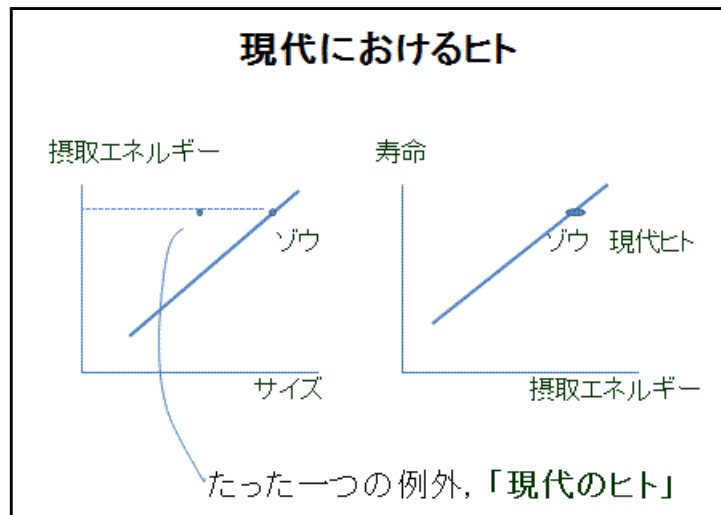 現代におけるヒト
摂取エネルギー
寿命
ゾウ
ゾウ 現代ヒト
サイズ
摂取エネルギー
たった一つの例外,「現代のヒト」